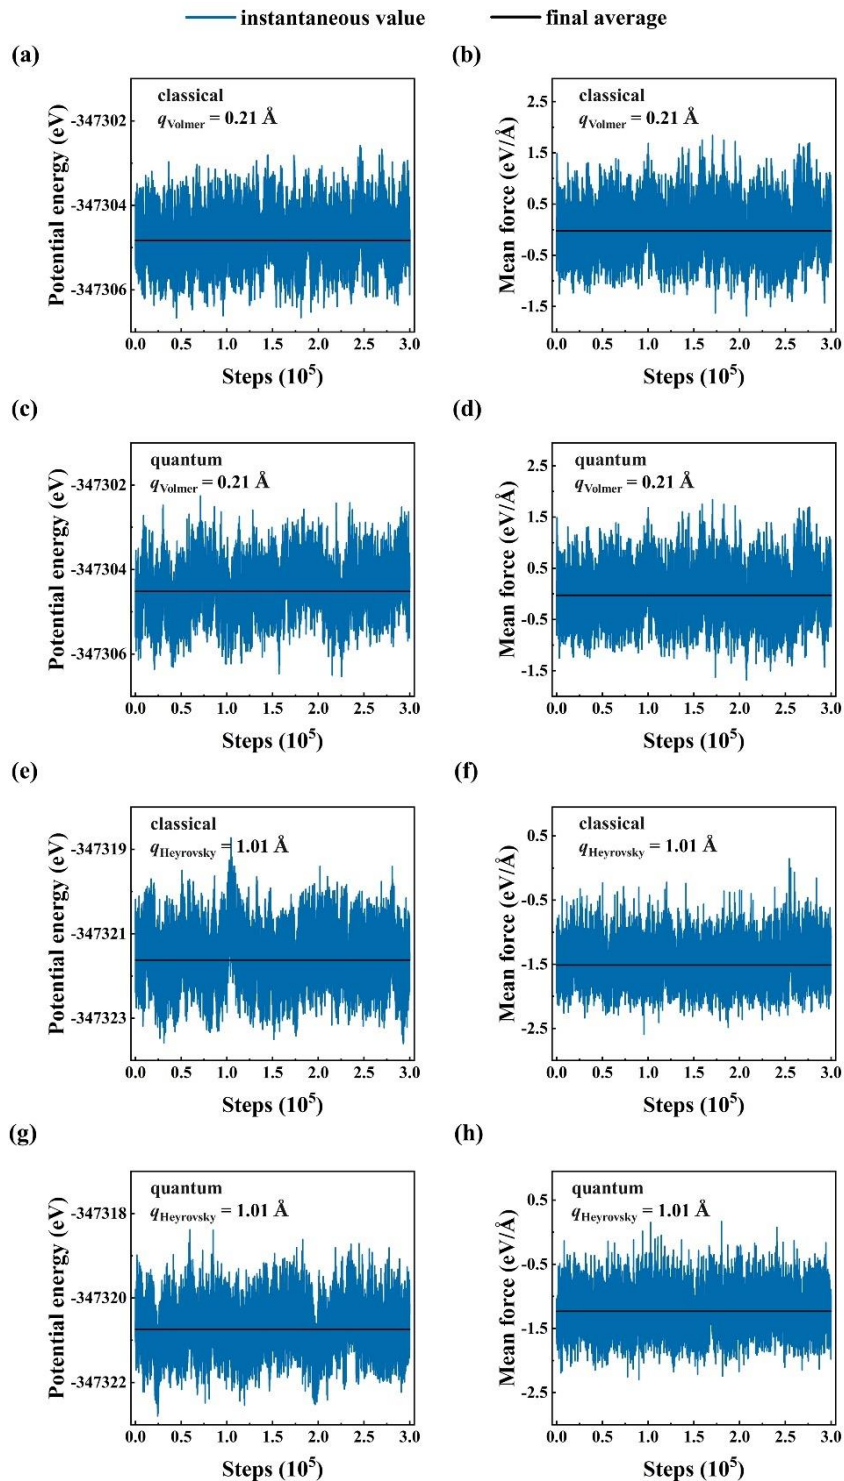 instantaneous value final average
(a)
classical
qVolmer = 0.21 Å
Potential energy (eV)
-347302
-347304
-347306
0.0 0.5 1.0 1.5 2.0 2.5 3.0
Steps (10⁵)
(b)
classical
qVolmer = 0.21 Å
Mean force (eV/Å)
2.5
1.5
0.5
-0.5
-1.5
0.0 0.5 1.0 1.5 2.0 2.5 3.0
Steps (10⁵)
(c)
quantum
qVolmer = 0.21 Å
Potential energy (eV)
-347302
-347304
-347306
0.0 0.5 1.0 1.5 2.0 2.5 3.0
Steps (10⁵)
(d)
quantum
qVolmer = 0.21 Å
Mean force (eV/Å)
2.5
1.5
0.5
-0.5
-1.5
0.0 0.5 1.0 1.5 2.0 2.5 3.0
Steps (10⁵)
(e)
classical
qHeyrovsky = 1.01 Å
Potential energy (eV)
-347319
-347321
-347323
0.0 0.5 1.0 1.5 2.0 2.5 3.0
Steps (10⁵)
(f)
classical
qHeyrovsky = 1.01 Å
Mean force (eV/Å)
0.5
-0.5
-1.5
-2.5
0.0 0.5 1.0 1.5 2.0 2.5 3.0
Steps (10⁵)
(g)
quantum
qHeyrovsky = 1.01 Å
Potential energy (eV)
-347318
-347320
-347322
0.0 0.5 1.0 1.5 2.0 2.5 3.0
Steps (10⁵)
(h)
quantum
qHeyrovsky = 1.01 Å
Mean force (eV/Å)
0.5
-0.5
-1.5
-2.5
0.0 0.5 1.0 1.5 2.0 2.5 3.0
Steps (10⁵)